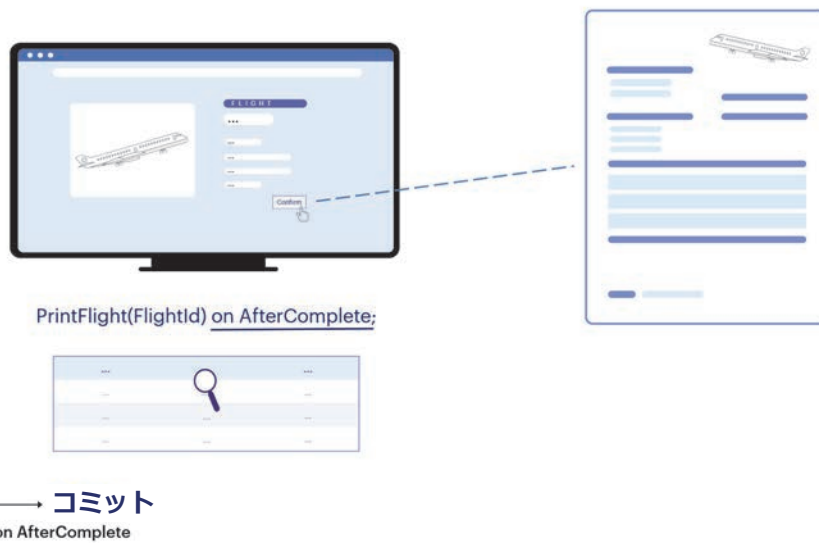 FLIGHT
...
...
...
...
...
Confirm
PrintFlight(FlightId) on AfterComplete;
... ...
... ... ...
... ... ...
... ... ...
→ コミット
on AfterComplete